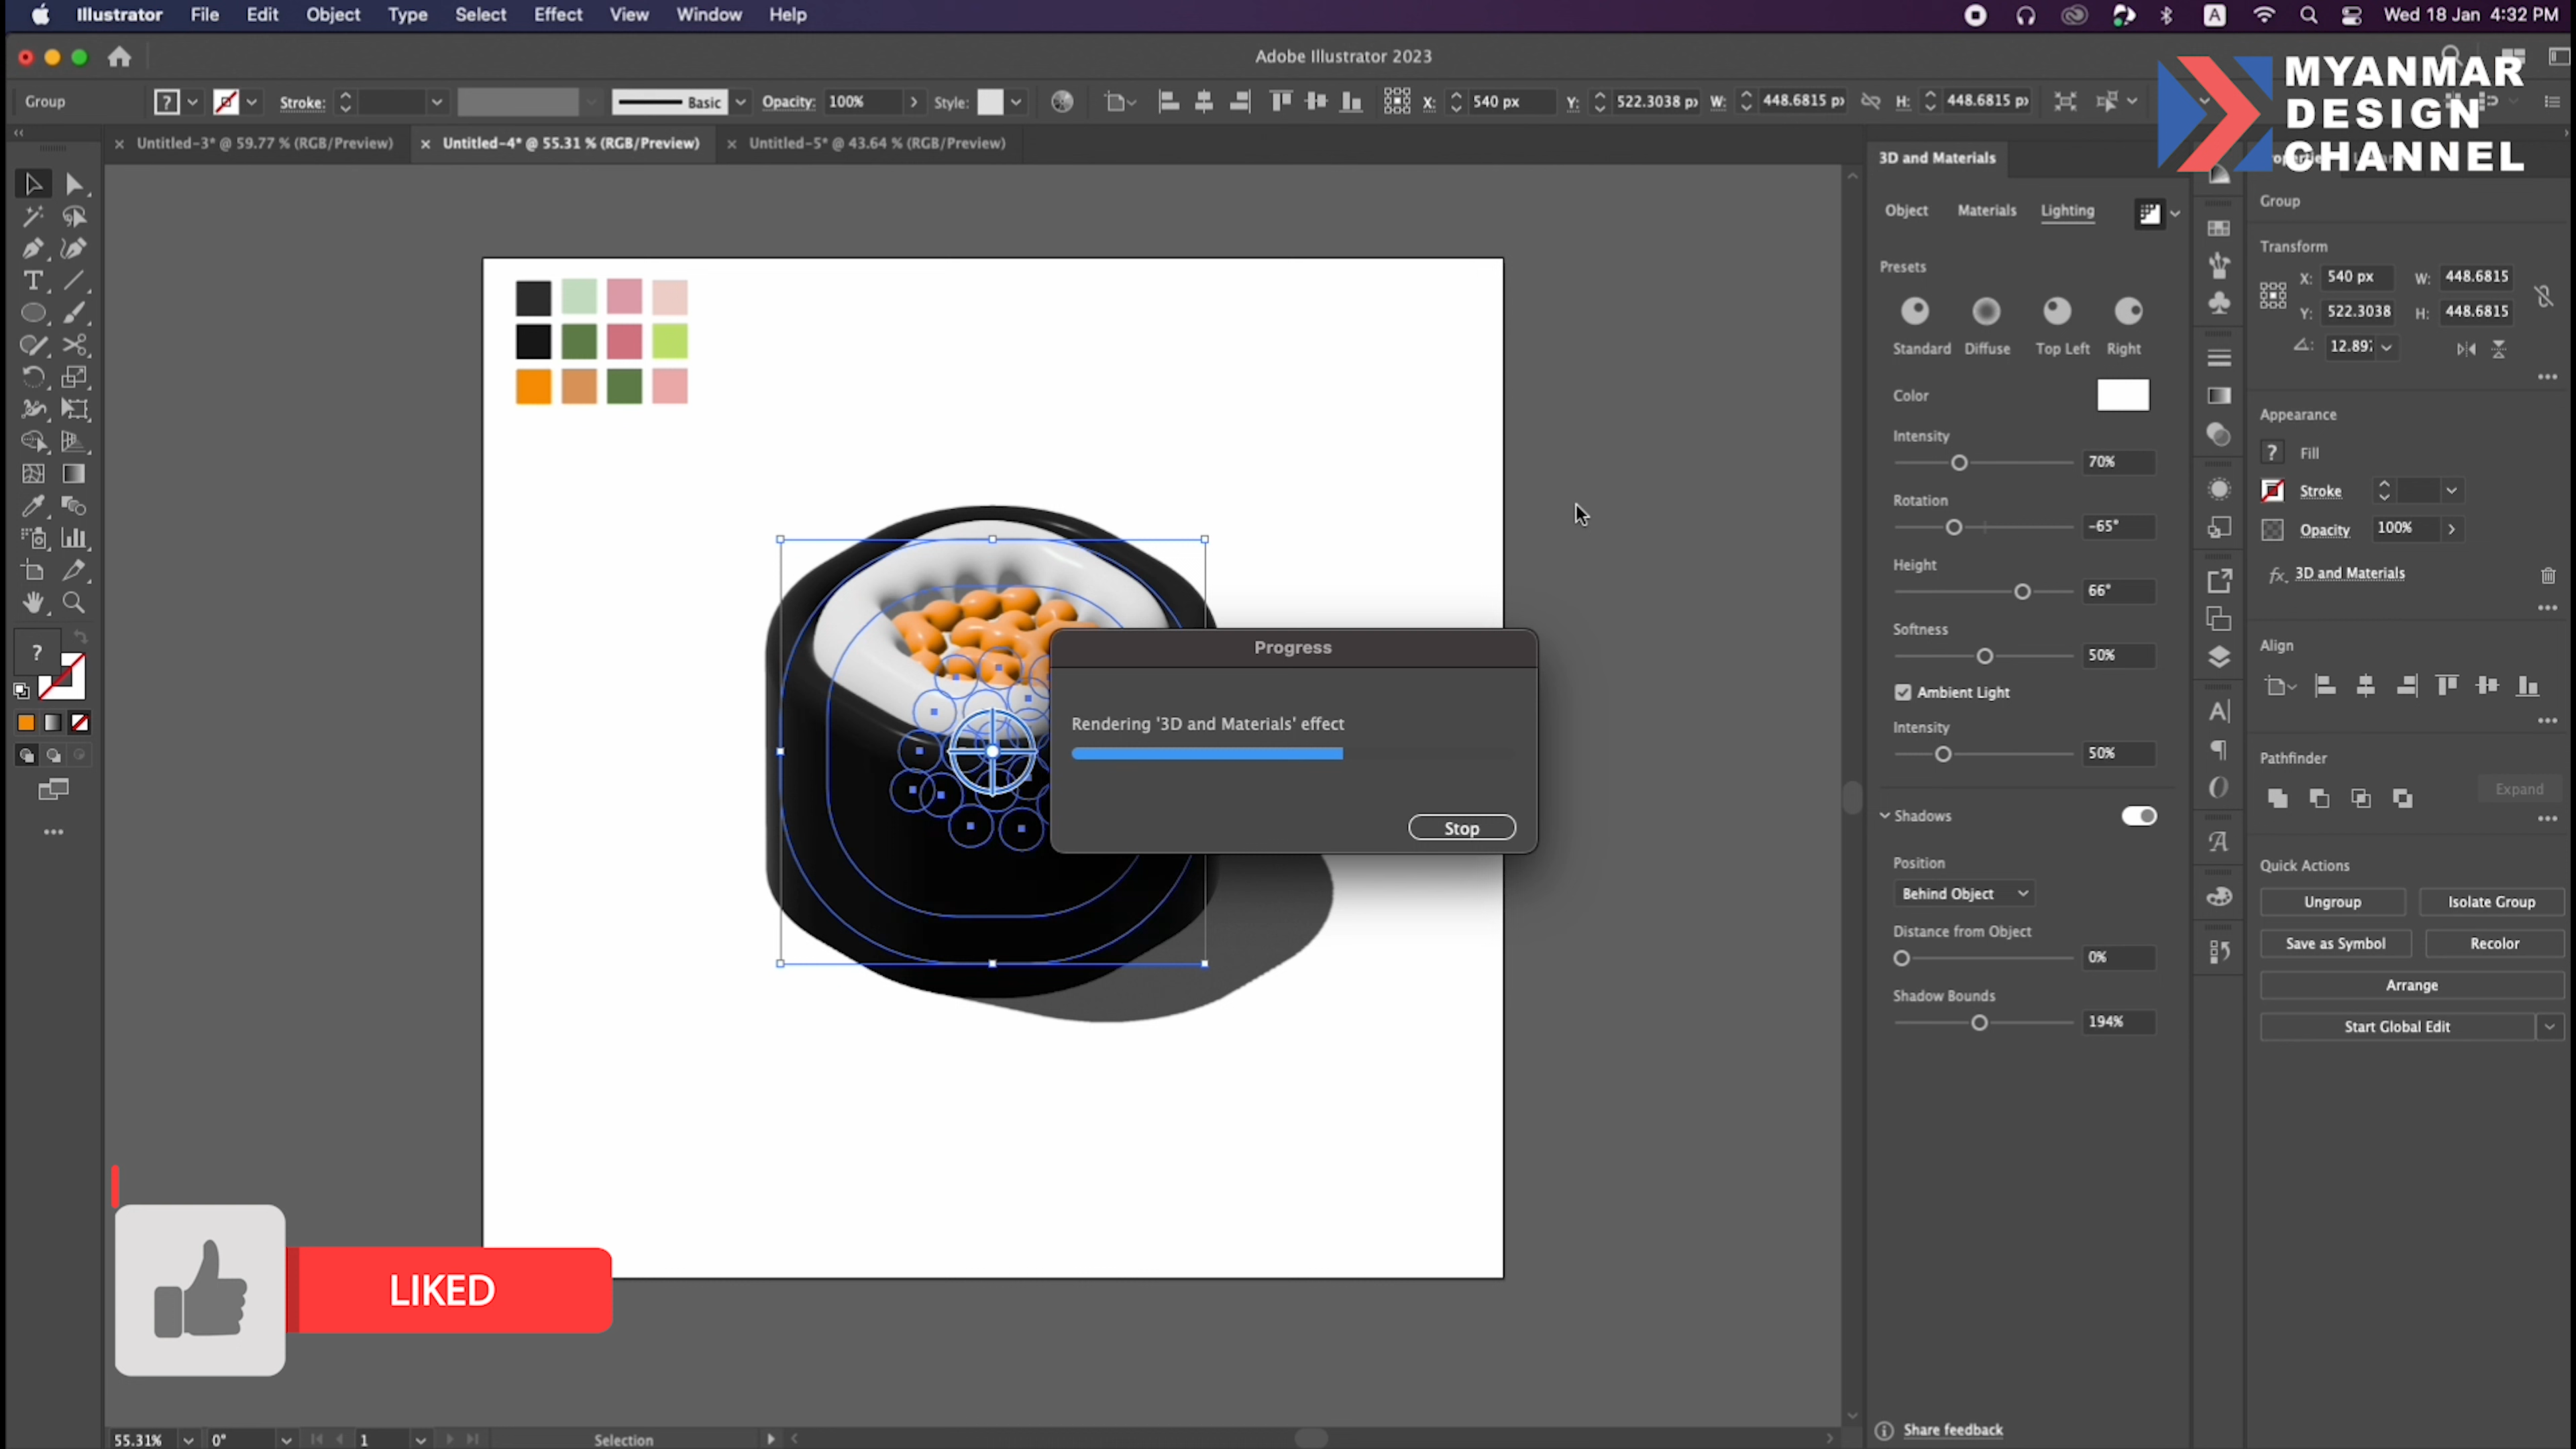 Illustrator File Edit Object Type Select Effect View Window Help
A Wed 18 Jan 4:32 PM
Adobe Illustrator 2023
MYANMAR
DESIGN
CHANNEL
Group ? Stroke: Basic Opacity: 100% Style: X: 540 px Y: 522.3038 px W: 448.6815 px H: 448.6815 px
× Untitled-3* @ 59.77 % (RGB/Preview) × Untitled-4* @ 55.31 % (RGB/Preview) × Untitled-5* @ 43.64 % (RGB/Preview)
3D and Materials
Object Materials Lighting
Presets
Standard Diffuse Top Left Right
Color
Intensity
70%
Rotation
-65°
Height
66°
Softness
50%
Ambient Light
Intensity
50%
Shadows
Position
Behind Object
Distance from Object
0%
Shadow Bounds
194%
Share feedback
Group
Transform
X: 540 px W: 448.6815
Y: 522.3038 H: 448.6815
12.89
? Fill
Appearance
Stroke
Opacity 100%
fx 3D and Materials
Align
Pathfinder
Expand
Quick Actions
Ungroup Isolate Group
Save as Symbol Recolor
Arrange
Start Global Edit
Progress
Rendering '3D and Materials' effect
Stop
LIKED
55.31% 0° 1 Selection